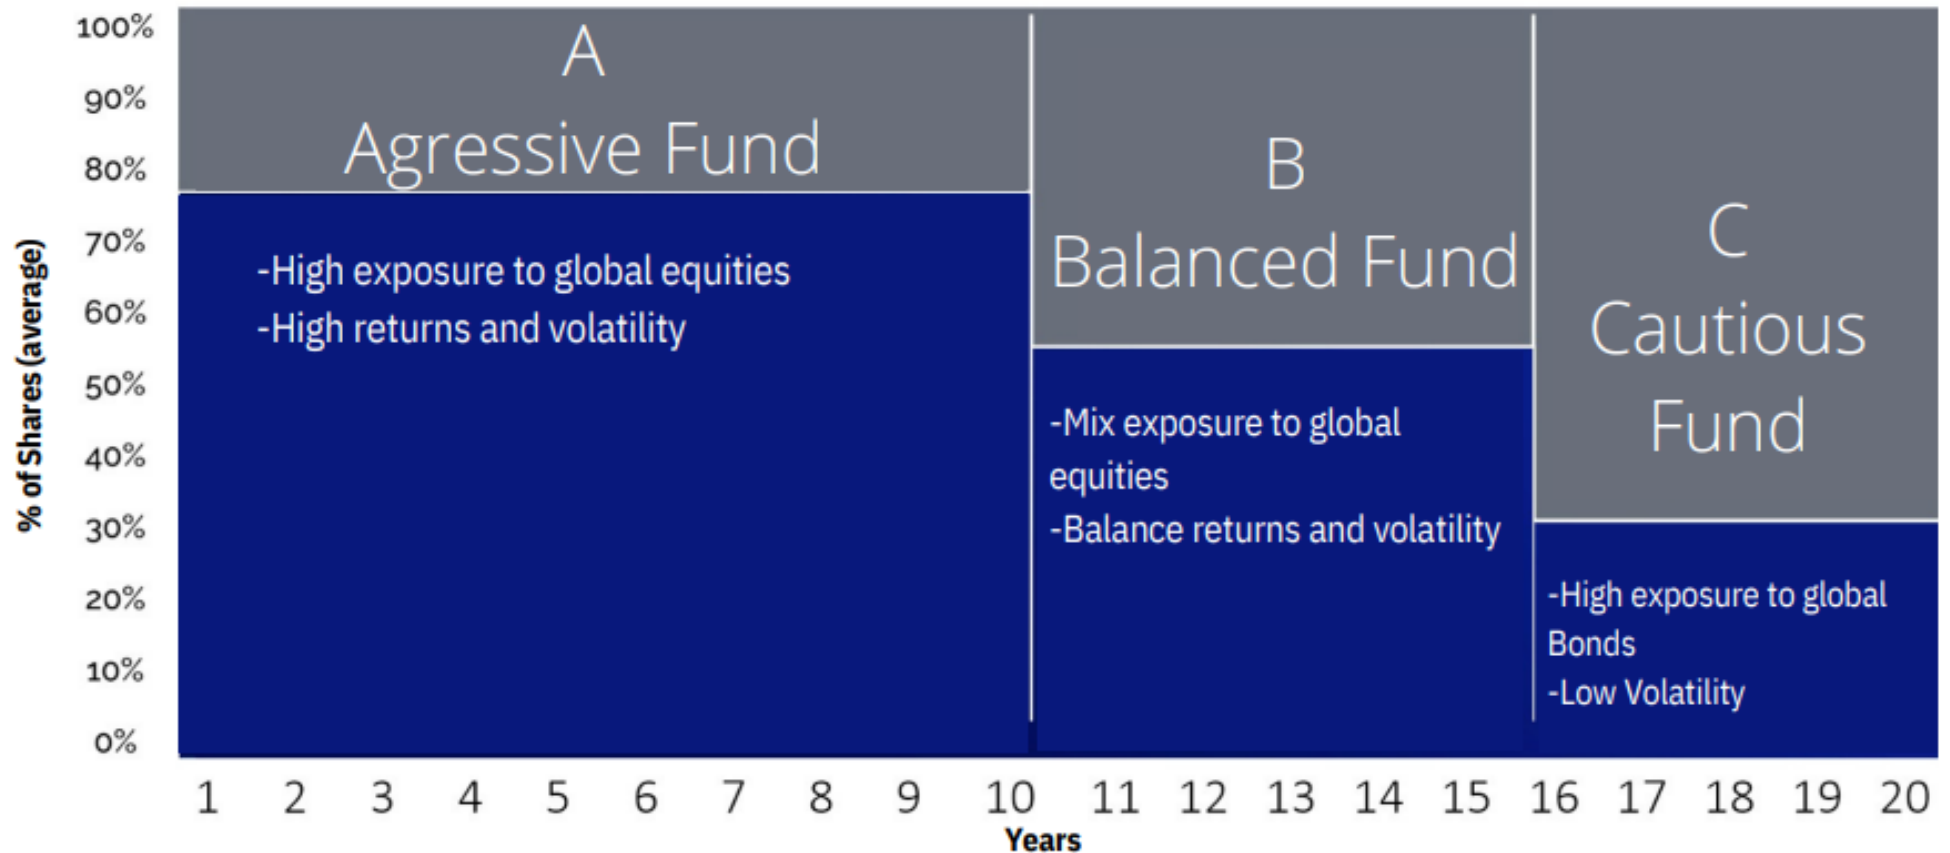 100%
90%
80%
70%
60%
50%
40%
30%
20%
10%
0%
% of Shares (average)
A
Agressive Fund
-High exposure to global equities
-High returns and volatility
B
Balanced Fund
-Mix exposure to global
equities
-Balance returns and volatility
C
Cautious
Fund
-High exposure to global
Bonds
-Low Volatility
1 2 3 4 5 6 7 8 9 10 11 12 13 14 15 16 17 18 19 20
Years